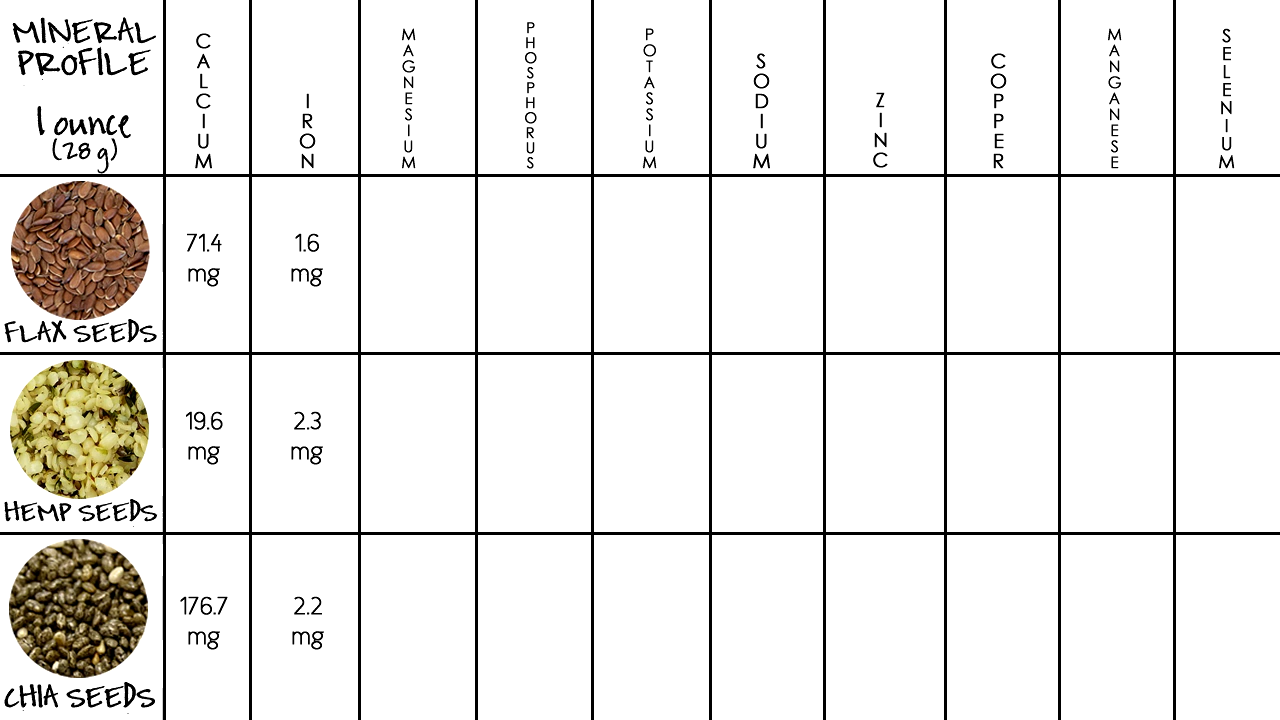 MINERAL
PROFILE
1 ounce
(28 g)
CALCIUM
IRON
MAGNESIUM
PHOSPHORUS
POTASSIUM
SODIUM
ZINC
COPPER
MANGANESE
SELENIUM
71.4
mg
1.6
mg
FLAX SEEDS
19.6
mg
2.3
mg
HEMP SEEDS
176.7
mg
2.2
mg
CHIA SEEDS